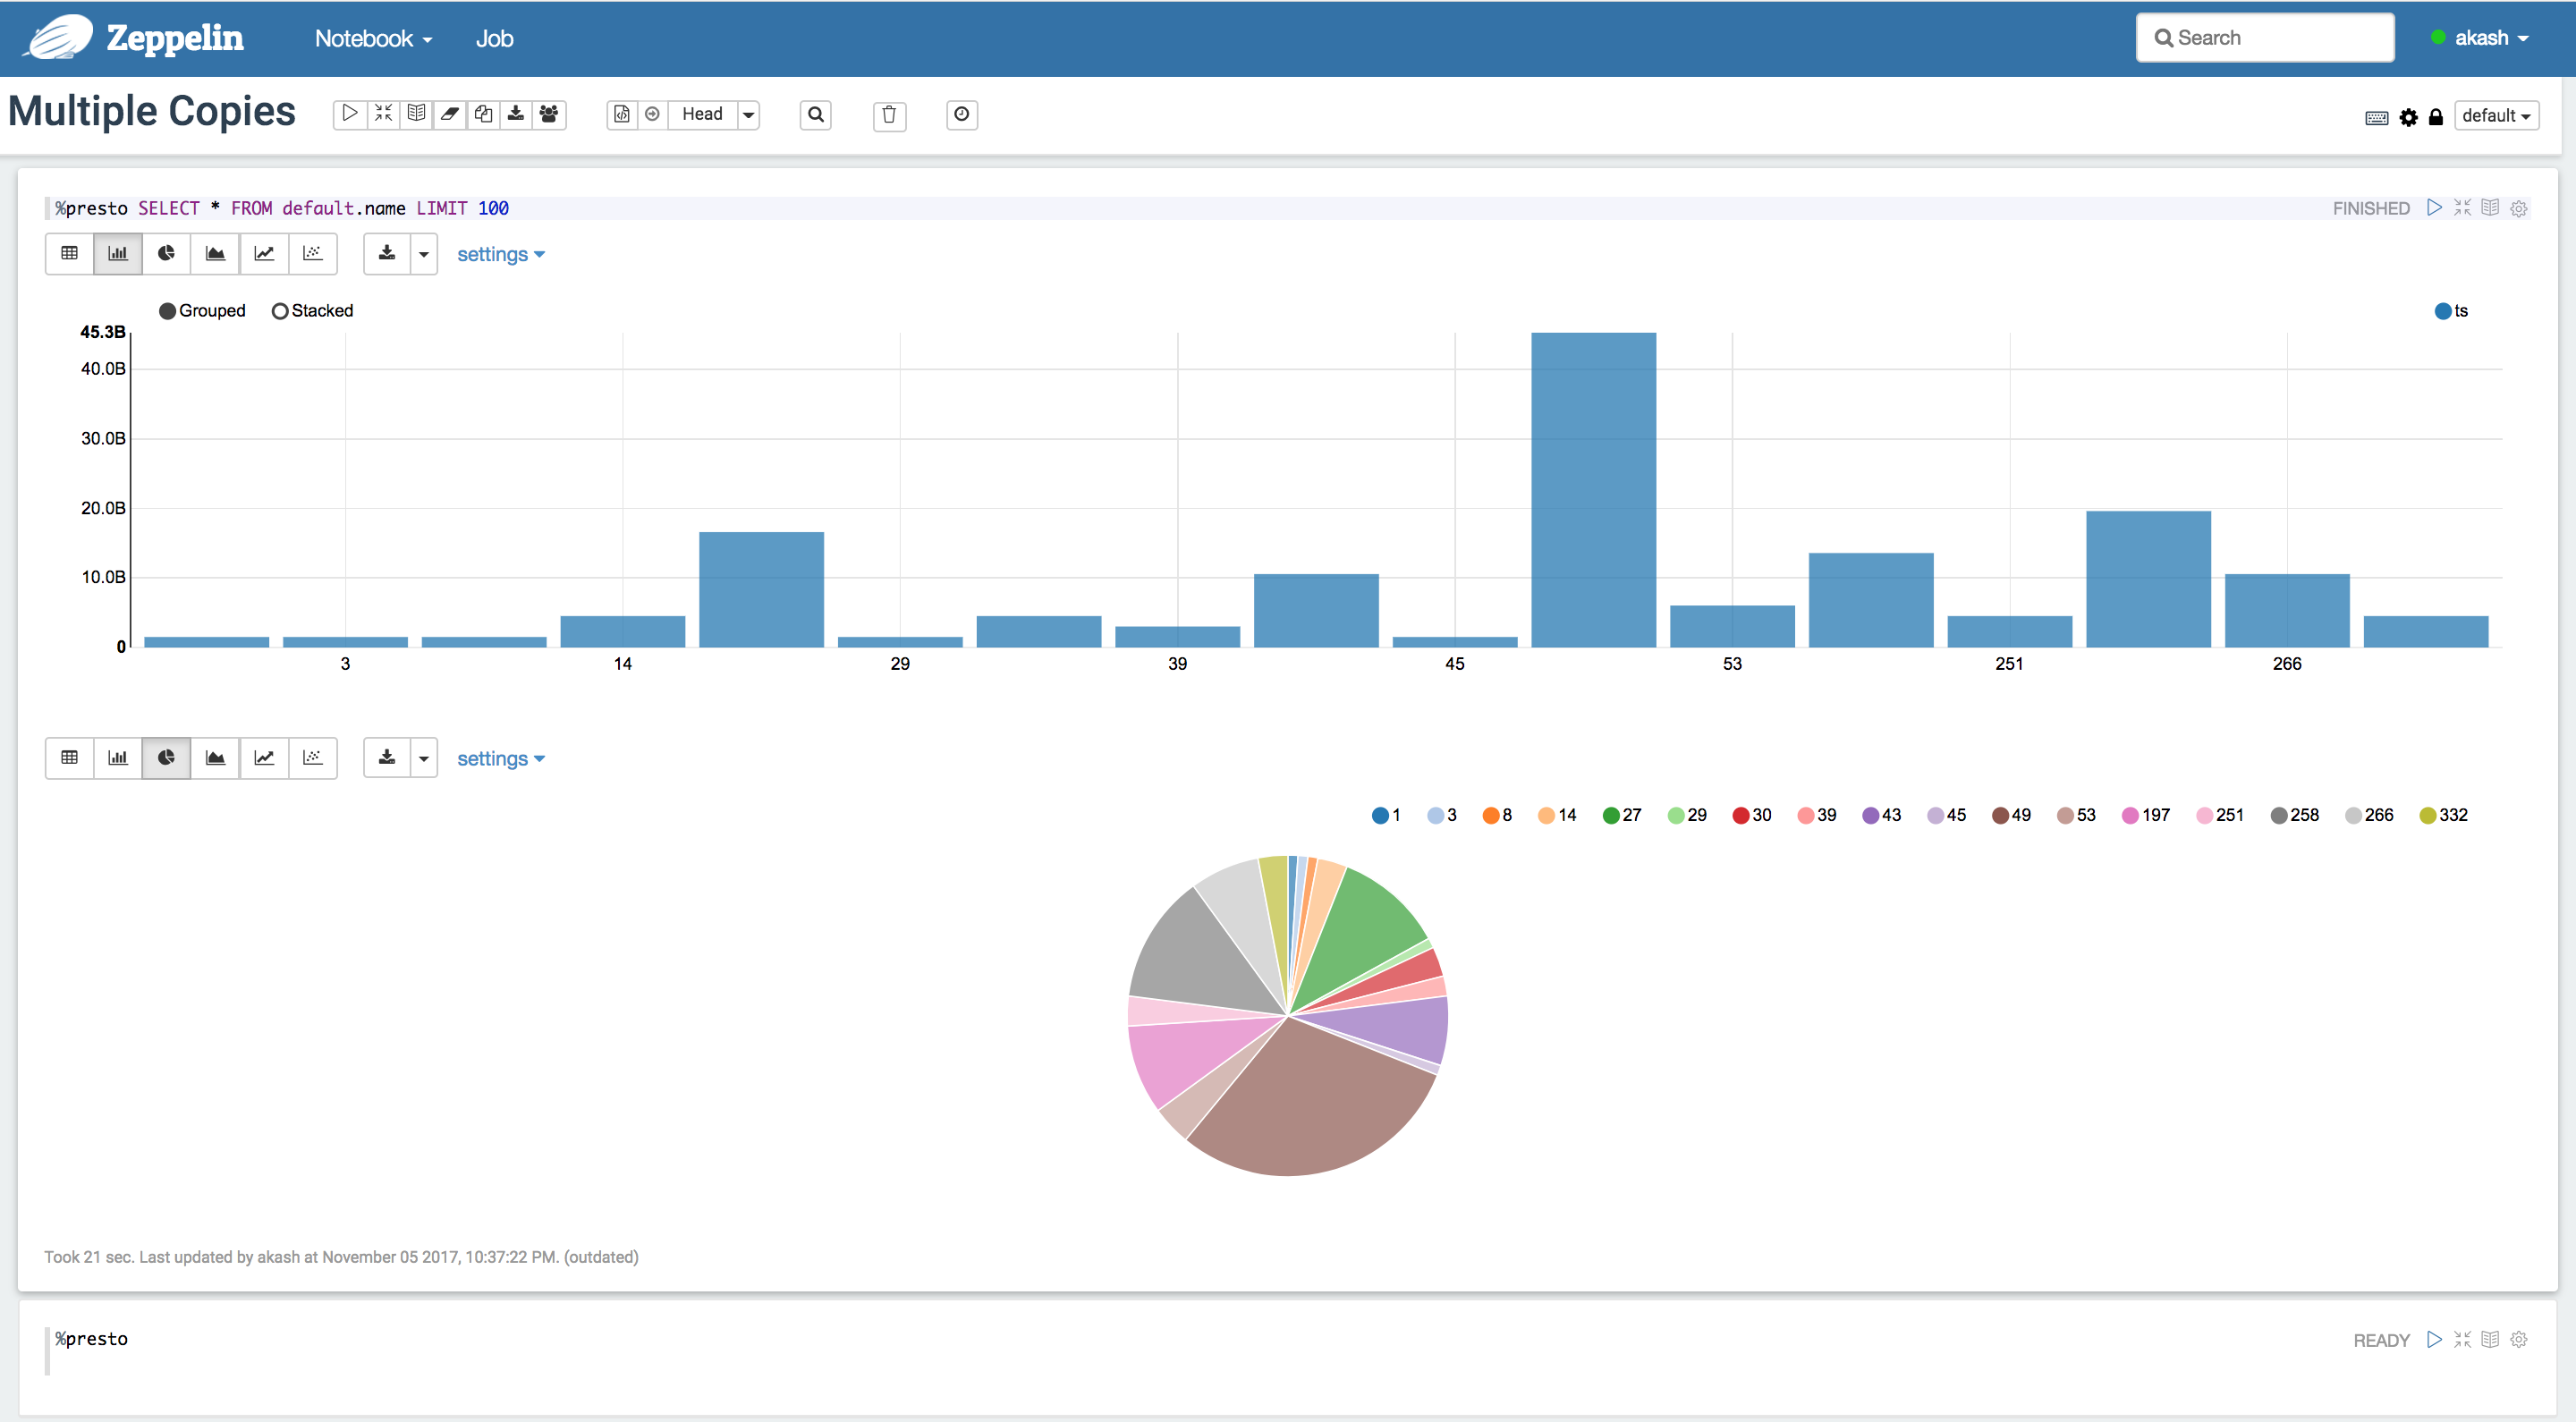 Zeppelin Notebook Job Search akash
Multiple Copies Head default
%presto SELECT * FROM default.name LIMIT 100 FINISHED
settings
Grouped Stacked ts
45.3B
40.0B
30.0B
20.0B
10.0B
0
3 14 29 39 45 53 251 266
settings
1 3 8 14 27 29 30 39 43 45 49 53 197 251 258 266 332
Took 21 sec. Last updated by akash at November 05 2017, 10:37:22 PM. (outdated)
%presto READY